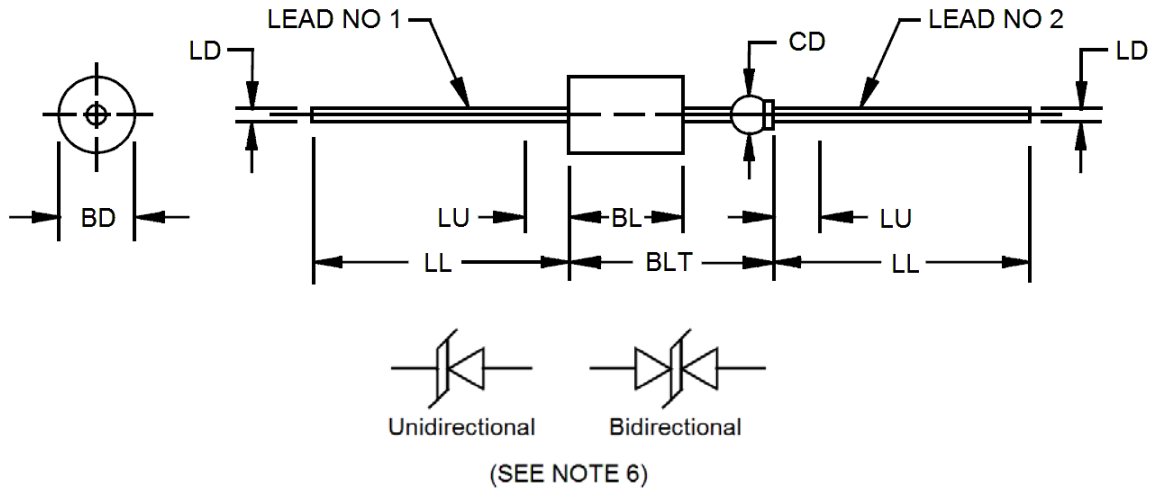 LEAD NO 1
LEAD NO 2
LD
CD
LD
BD
LU
BL
LU
LL
BLT
LL
Unidirectional
Bidirectional
(SEE NOTE 6)